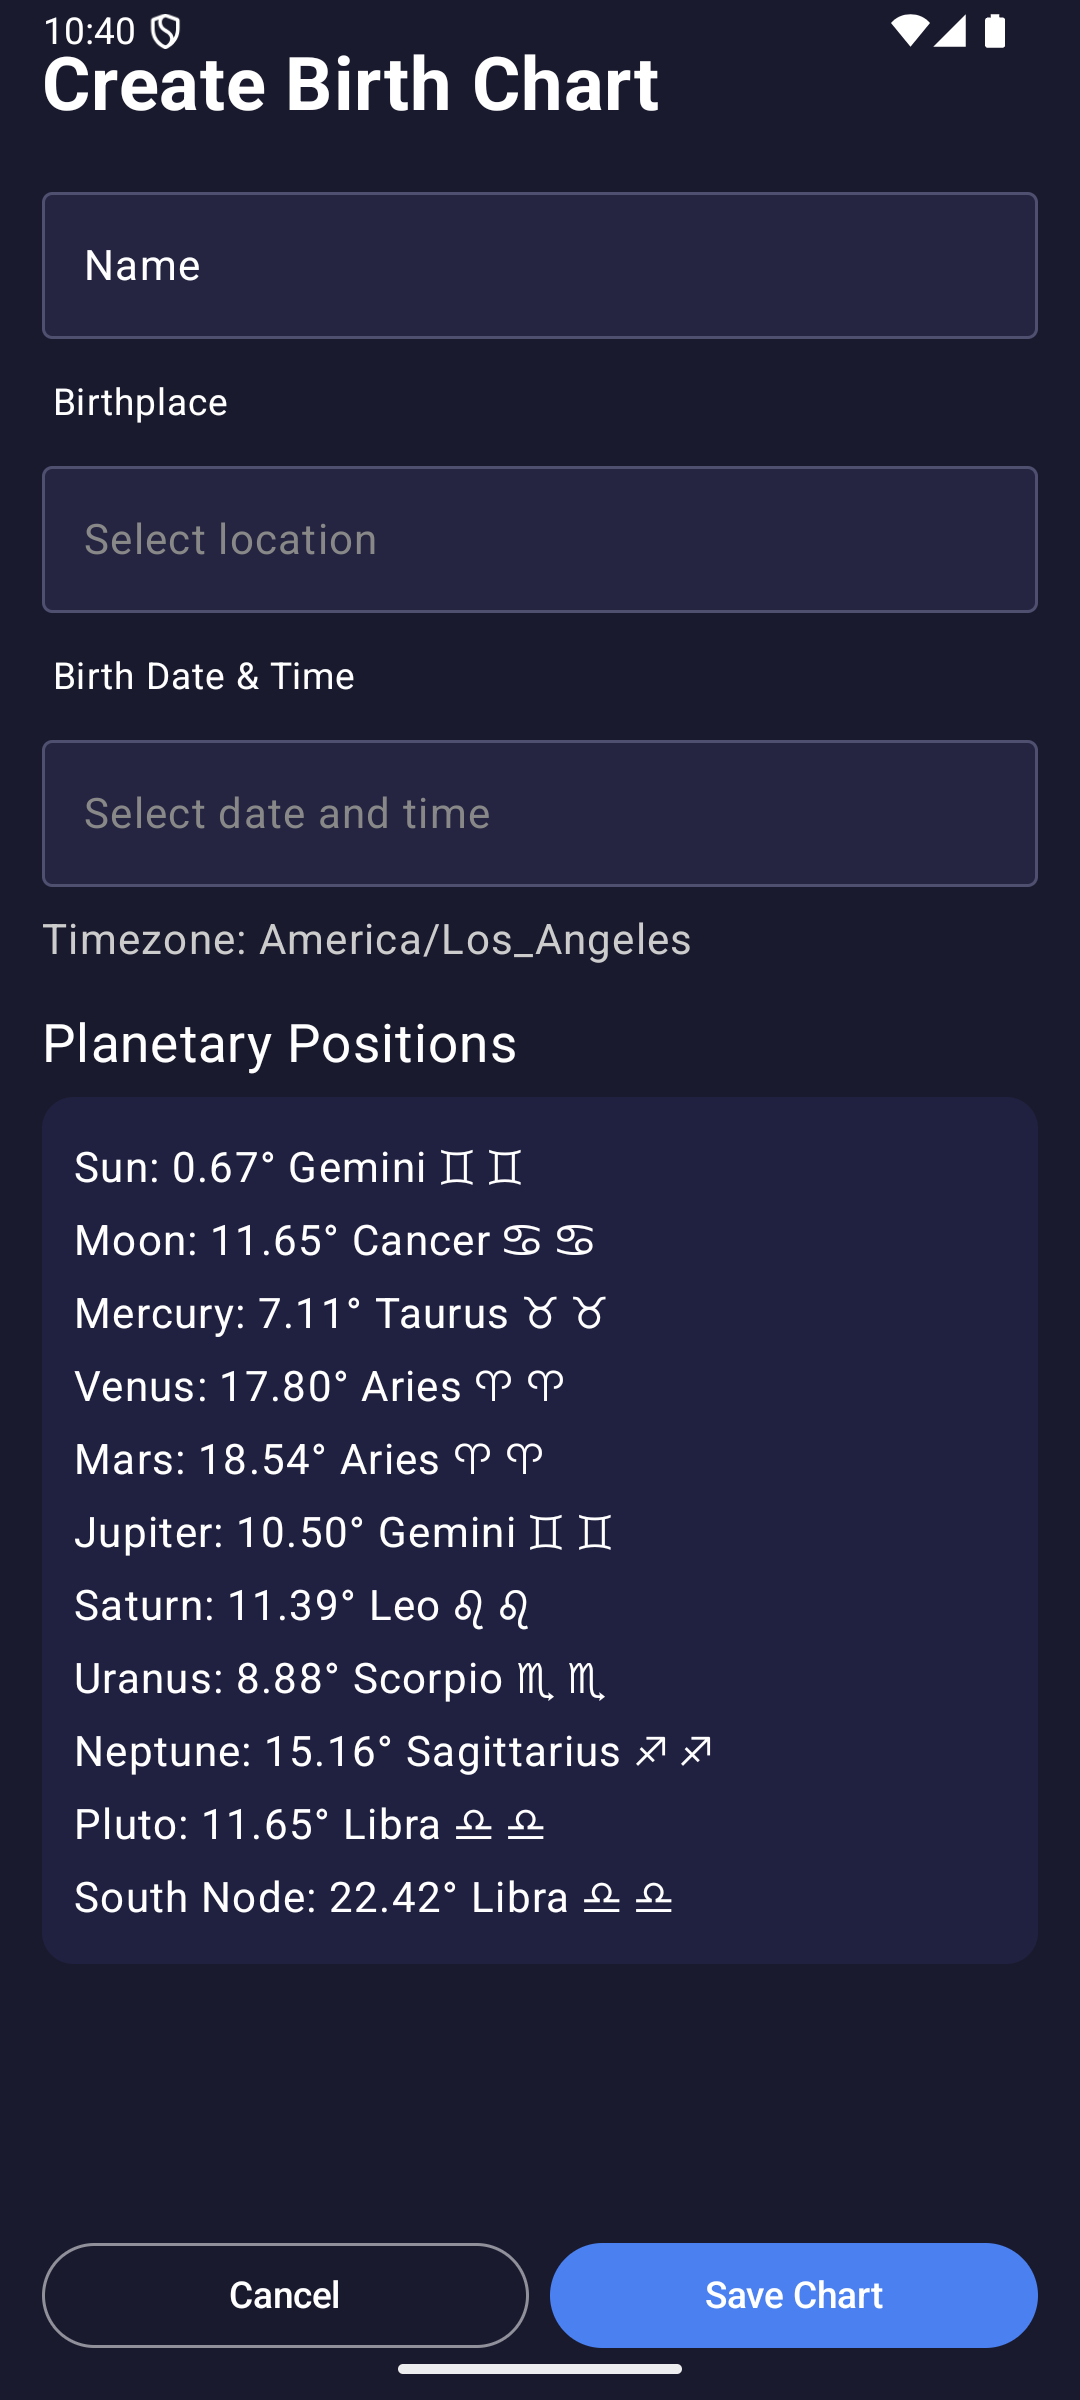 10:40
Create Birth Chart
Name
Birthplace
Select location
Birth Date & Time
Select date and time
Timezone: America/Los_Angeles
Planetary Positions
Sun: 0.67° Gemini ♊ ♊
Moon: 11.65° Cancer ♋ ♋
Mercury: 7.11° Taurus ♉ ♉
Venus: 17.80° Aries ♈ ♈
Mars: 18.54° Aries ♈ ♈
Jupiter: 10.50° Gemini ♊ ♊
Saturn: 11.39° Leo ♌ ♌
Uranus: 8.88° Scorpio ♏ ♏
Neptune: 15.16° Sagittarius ♐ ♐
Pluto: 11.65° Libra ♎ ♎
South Node: 22.42° Libra ♎ ♎
Cancel
Save Chart